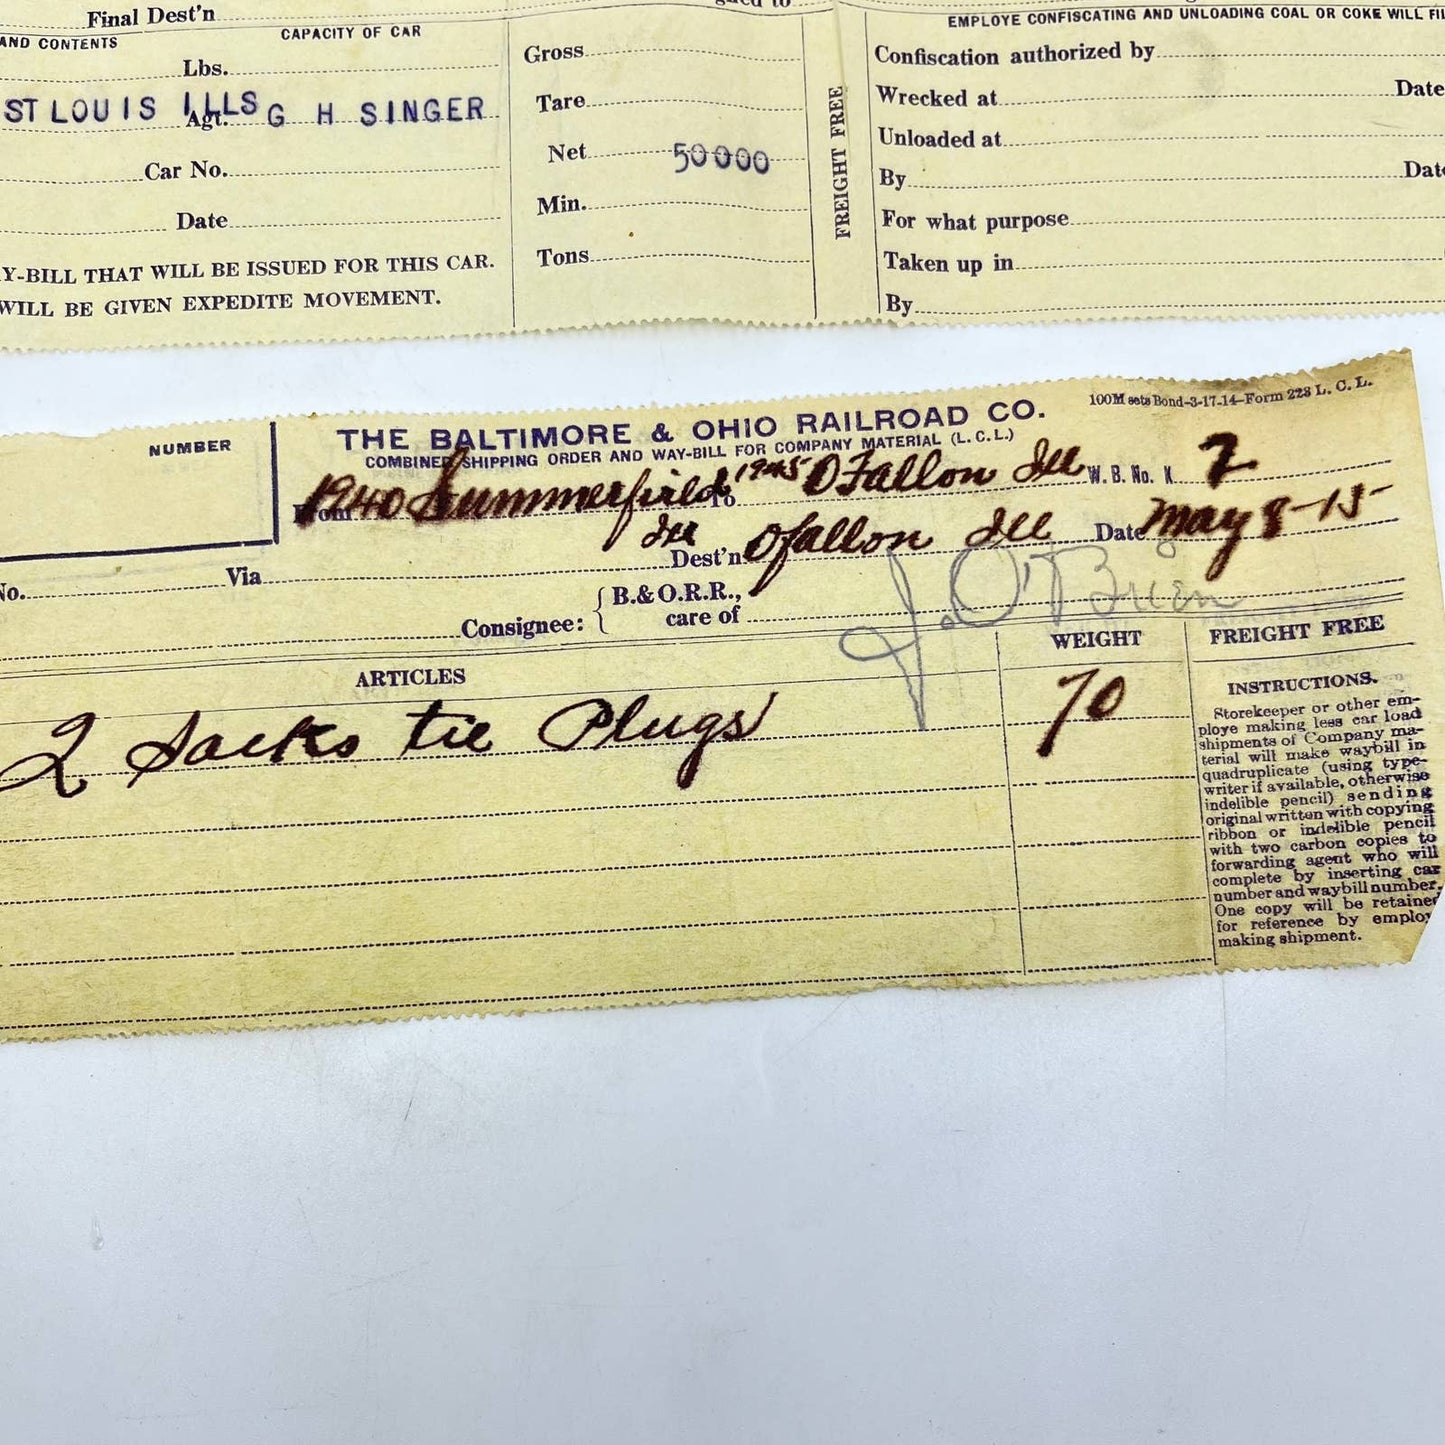 Final Dest'n
AND CONTENTS
CAPACITY OF CAR
Lbs.
ST LOUIS ILLS Agt. G H SINGER
Car No.
Date
Y-BILL THAT WILL BE ISSUED FOR THIS CAR.
WILL BE GIVEN EXPEDITE MOVEMENT.
Gross
Tare
Net 50000
Min.
Tons
FREIGHT FREE
EMPLOYE CONFISCATING AND UNLOADING COAL OR COKE WILL FIL
Confiscation authorized by
Wrecked at Date
Unloaded at
By Date
For what purpose
Taken up in
By
NUMBER
THE BALTIMORE & OHIO RAILROAD CO.
100M sets Bond-3-17-14-Form 223 L. C. L.
COMBINED SHIPPING ORDER AND WAY-BILL FOR COMPANY MATERIAL (L.C.L.)
From 1940 Summerfield To 1945 OFallon Ill W. B. No. K 2
Ill Dest'n Ofallon Ill Date May 8-15-
No. Via
Consignee: B. & O. R. R.,
care of J. O'Brien
ARTICLES WEIGHT FREIGHT FREE
2 Sacks tie Plugs 70
INSTRUCTIONS.
Storekeeper or other em-
ploye making less car load
shipments of Company ma-
terial will make waybill in
quadruplicate (using type-
writer if available, otherwise
indelible pencil) sending
original written with copying
ribbon or indelible pencil
with two carbon copies to
forwarding agent who will
complete by inserting car
number and waybill number.
One copy will be retained
for reference by employ
making shipment.